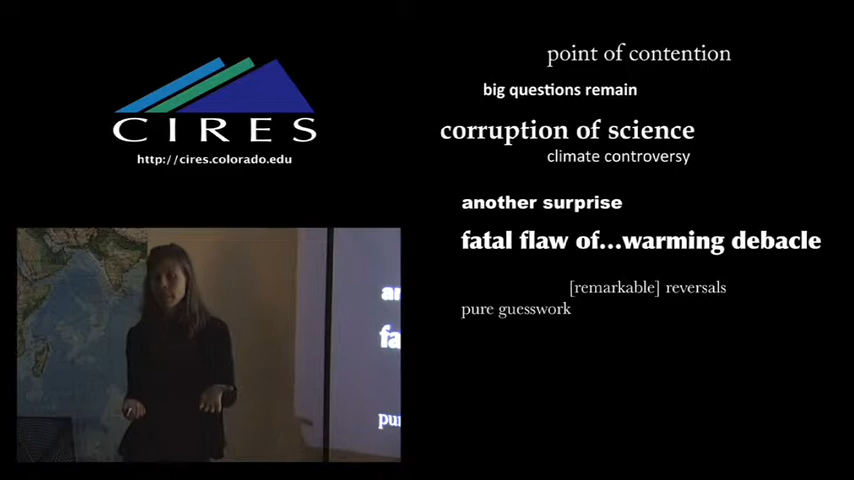 CIRES
http://cires.colorado.edu
point of contention
big questions remain
corruption of science
climate controversy
another surprise
fatal flaw of...warming debacle
[remarkable] reversals
pure guesswork
an
fa
pur